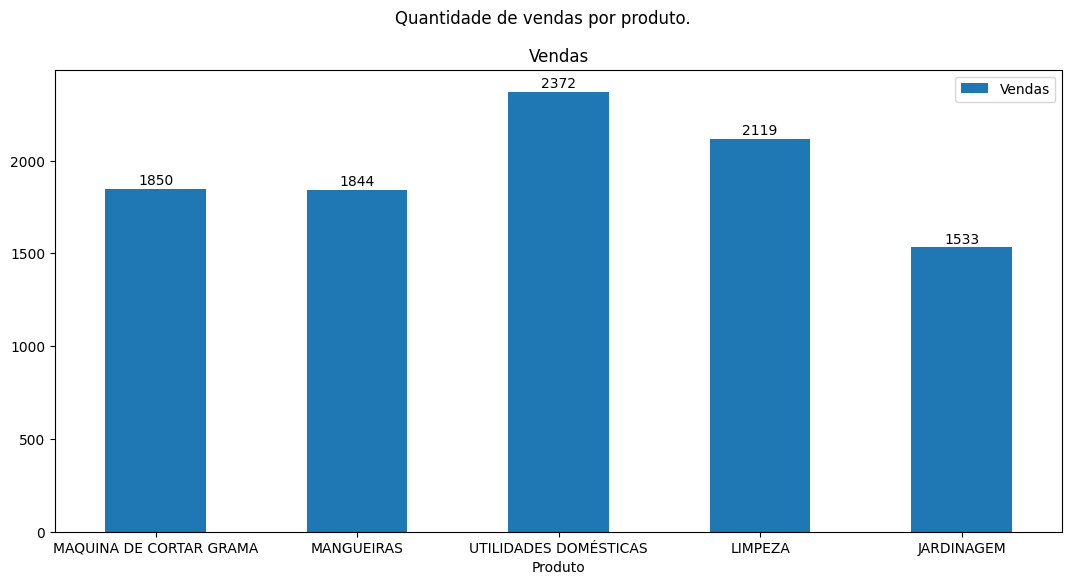 Quantidade de vendas por produto.
Vendas
Vendas
2372
2119
1850
1844
1533
2000
1500
1000
500
0
MAQUINA DE CORTAR GRAMA MANGUEIRAS UTILIDADES DOMÉSTICAS LIMPEZA JARDINAGEM
Produto